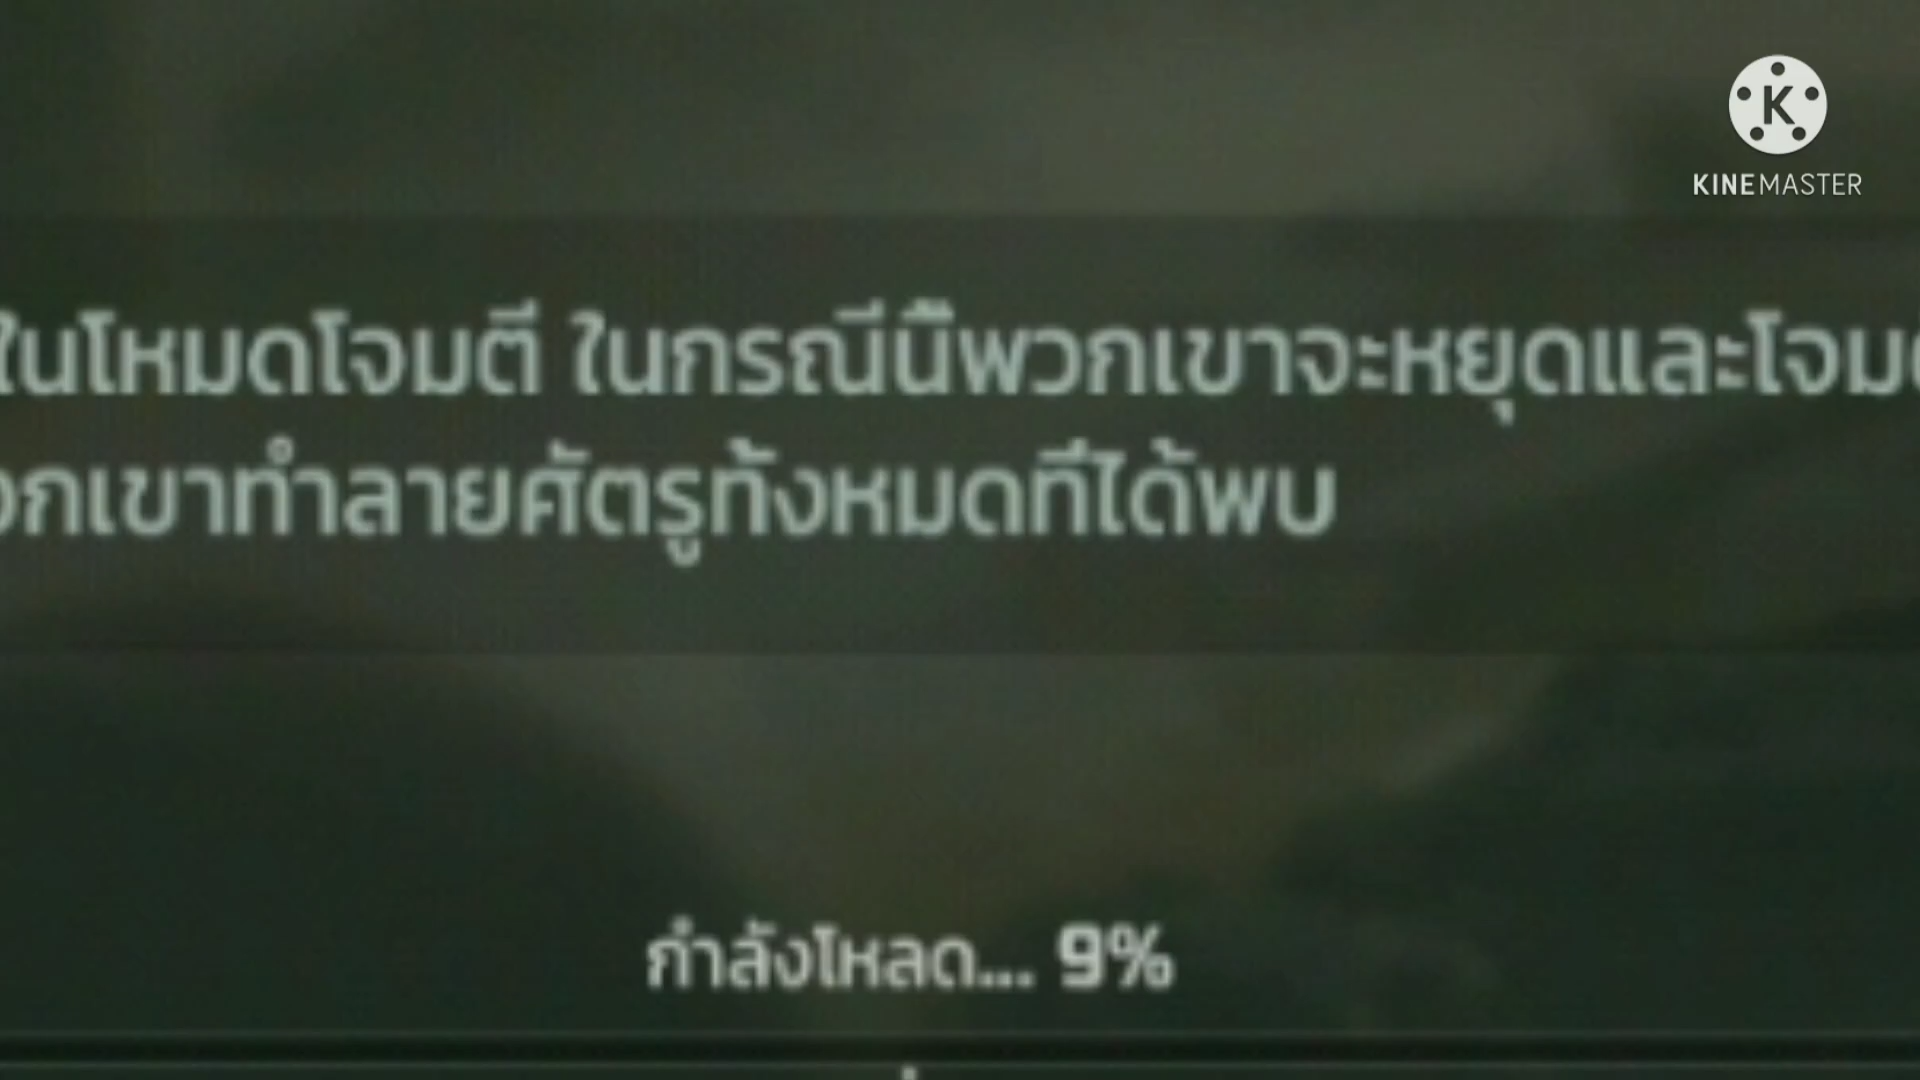 KINEMASTER
ในโหมดโจมตี ในกรณีนี้พวกเขาจะหยุดและโจม
วกเขาทำลายศัตรูทั้งหมดที่ได้พบ
กำลังโหลด... 9%